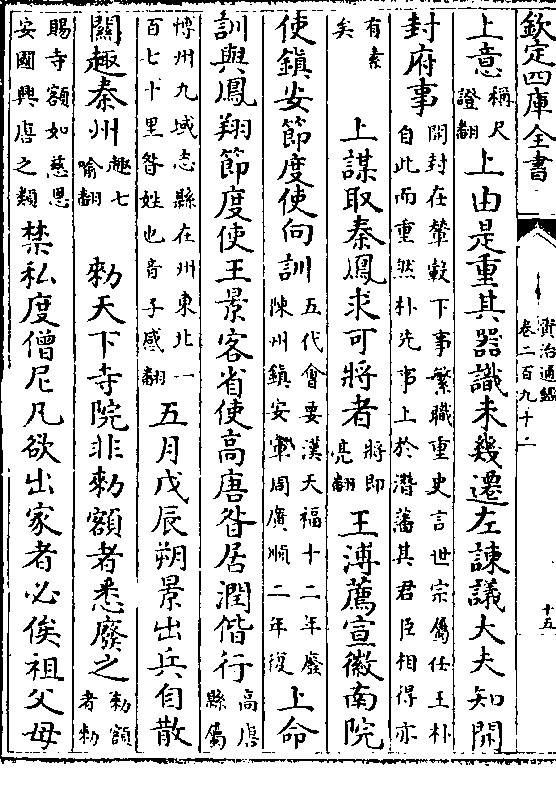 欽定四庫全書
資治通鑑
卷二百九十二
十五
上意稱尺證翻上由是重其器識未幾遷左諫議大夫知開
封府事開封在輦轂下事繁職重史言世宗屬任王朴自此而重然朴先事上於潛藩其君臣相得亦
有素矣上謀取秦鳳求可將者將即亮翻王溥薦宣徽南院
使鎮安節度使向訓五代會要漢天福十二年廢陳州鎮安軍周廣順二年復上命
訓與鳳翔節度使王景客省使高唐昝居潤偕行高唐縣屬
博州九域志縣在州東北一百七十里昝姓也音子感翻五月戊辰朔景出兵自散
關趣秦州趣七喻翻敕天下寺院非敕額者悉廢之敕額者敕
賜寺額如慈恩安國興唐之類禁私度僧尼凡欲出家者必俟祖父母